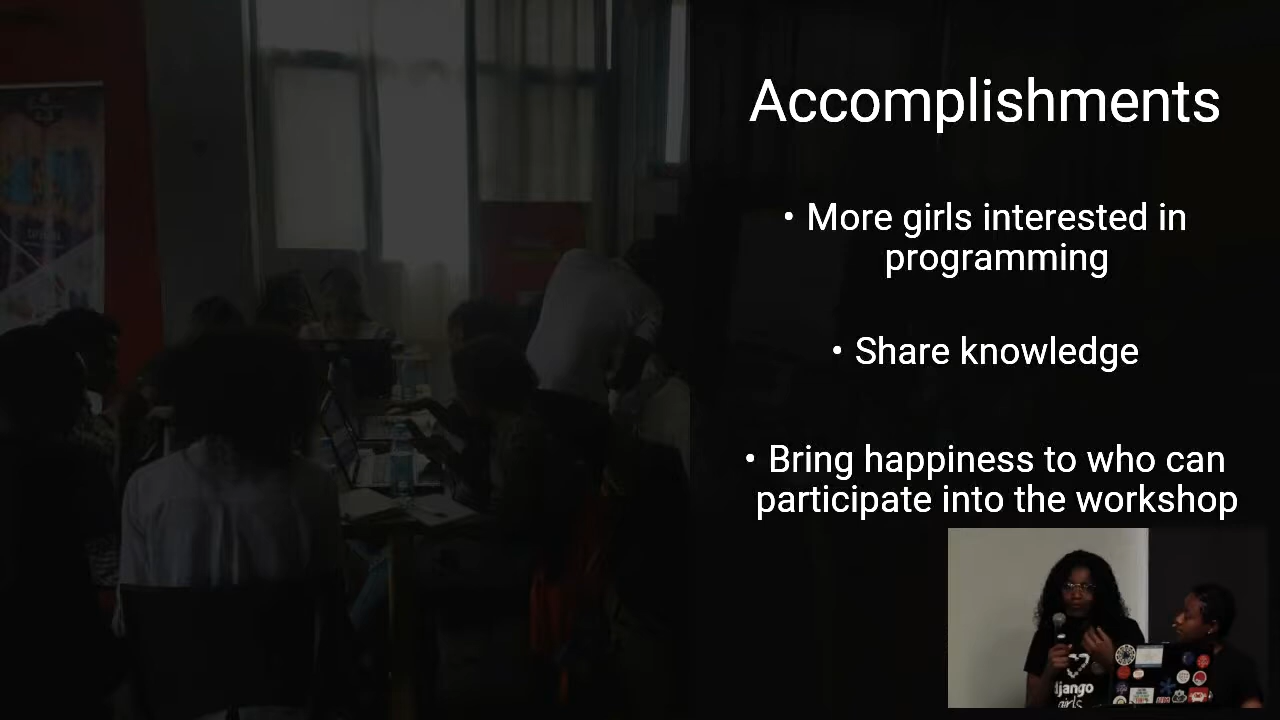 Accomplishments
• More girls interested in
programming
• Share knowledge
• Bring happiness to who can
participate into the workshop
django
girls